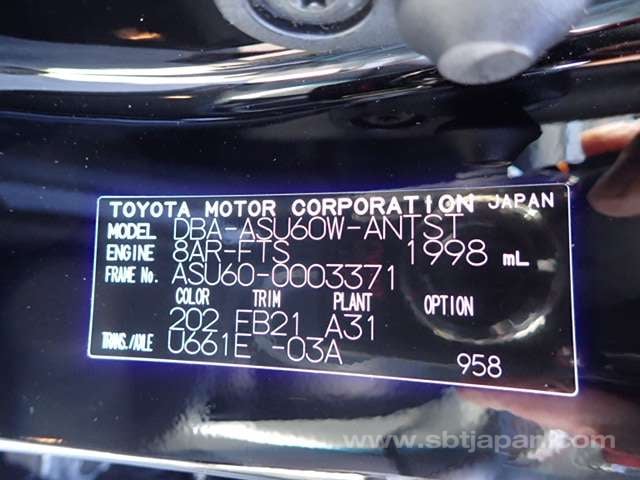 TOYOTA MOTOR CORPORATION JAPAN
MODEL DBA-ASU60W-ANTST
ENGINE 8AR-FTS 1998 mL
FRAME No. ASU60-0003371
COLOR TRIM PLANT OPTION
202 EB21 A31
TRANS./AXLE U661E -03A 958
www.sbtjapan.com